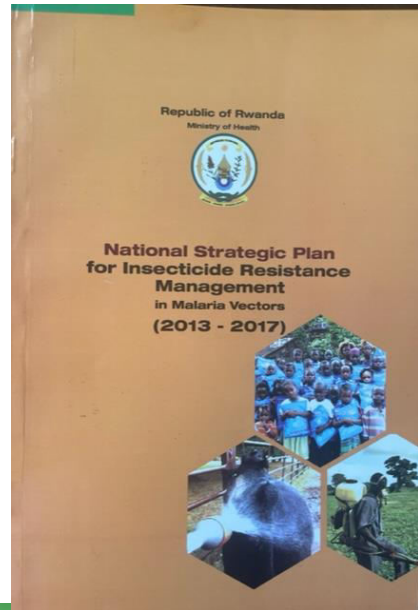 Republic of Rwanda
Ministry of Health
National Strategic Plan
for Insecticide Resistance
Management
in Malaria Vectors
(2013 - 2017)